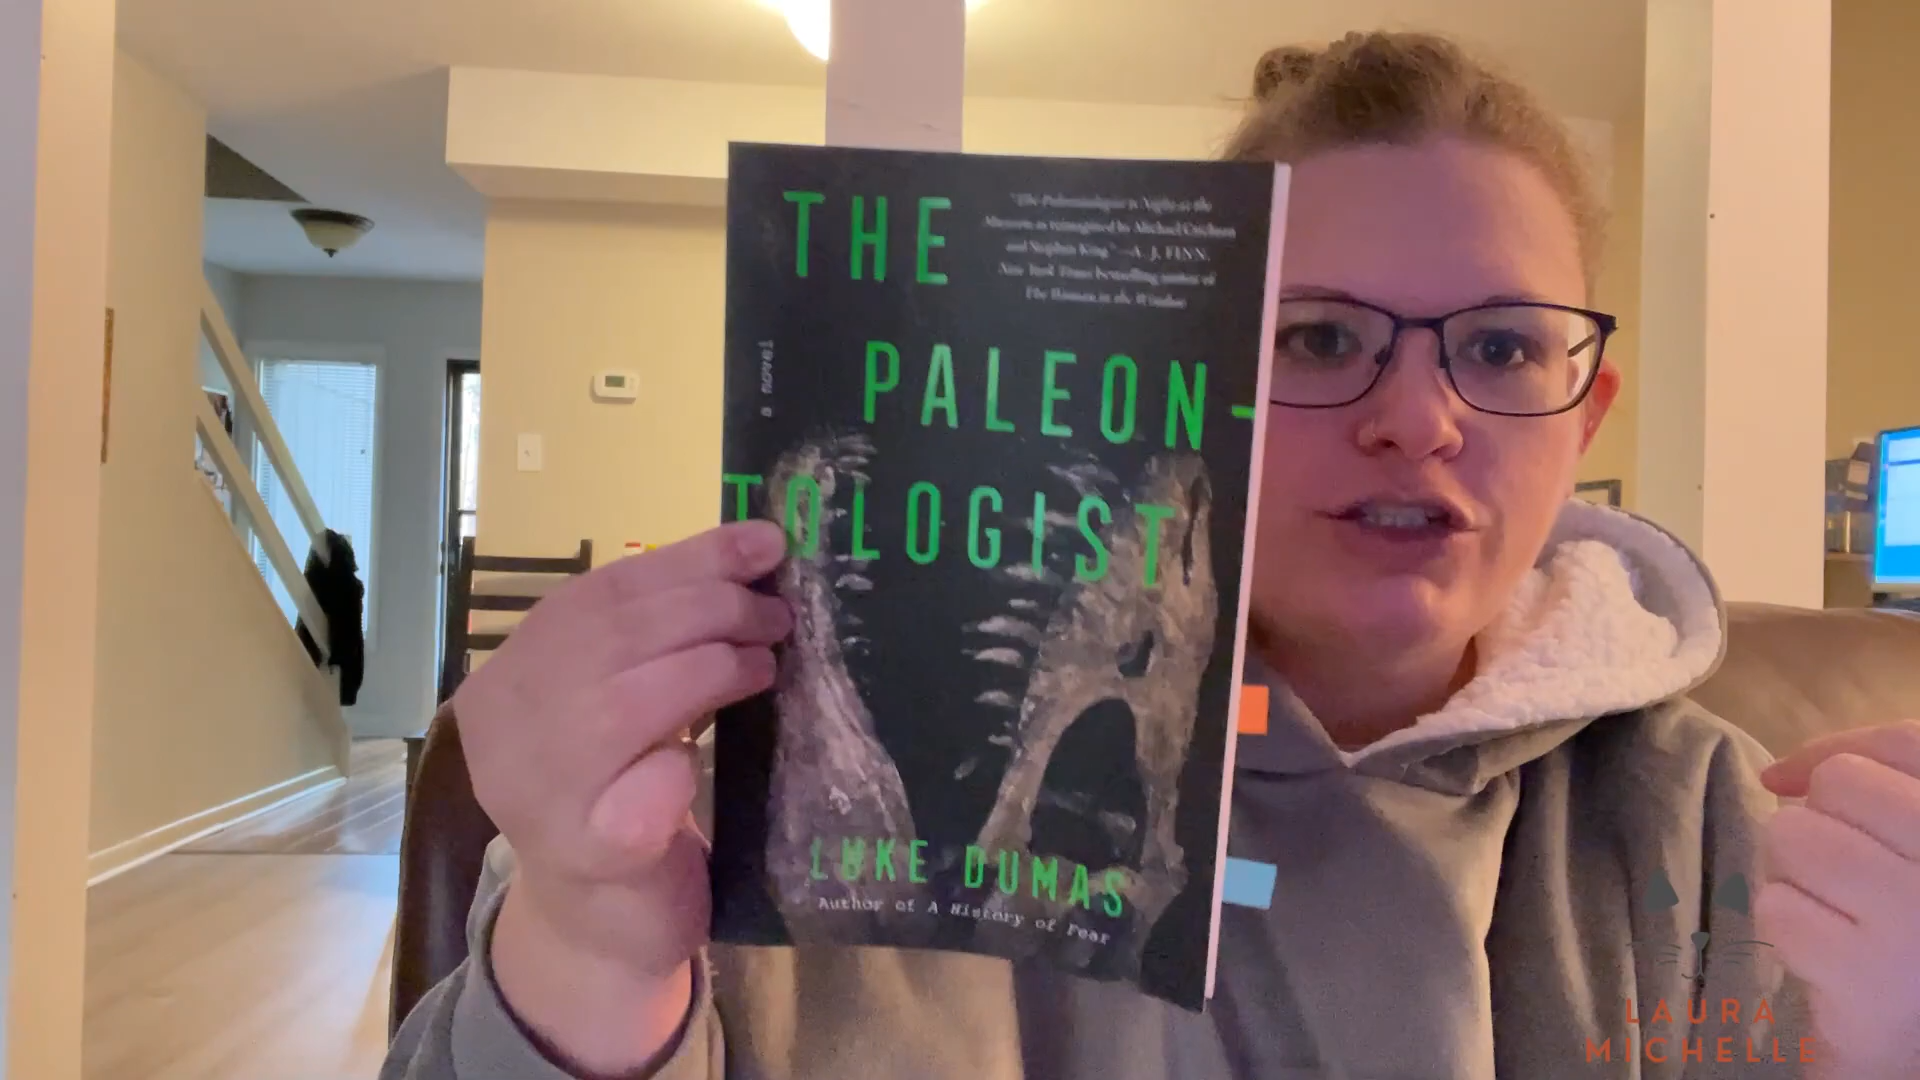 THE
"The Paleontologist is Night at the
Museum as reimagined by Michael Crichton
and Stephen King."—A. J. FINN,
New York Times bestselling author of
The Woman in the Window
a novel
PALEON-
TOLOGIST
LUKE DUMAS
Author of A History of Fear
LAURA
MICHELLE